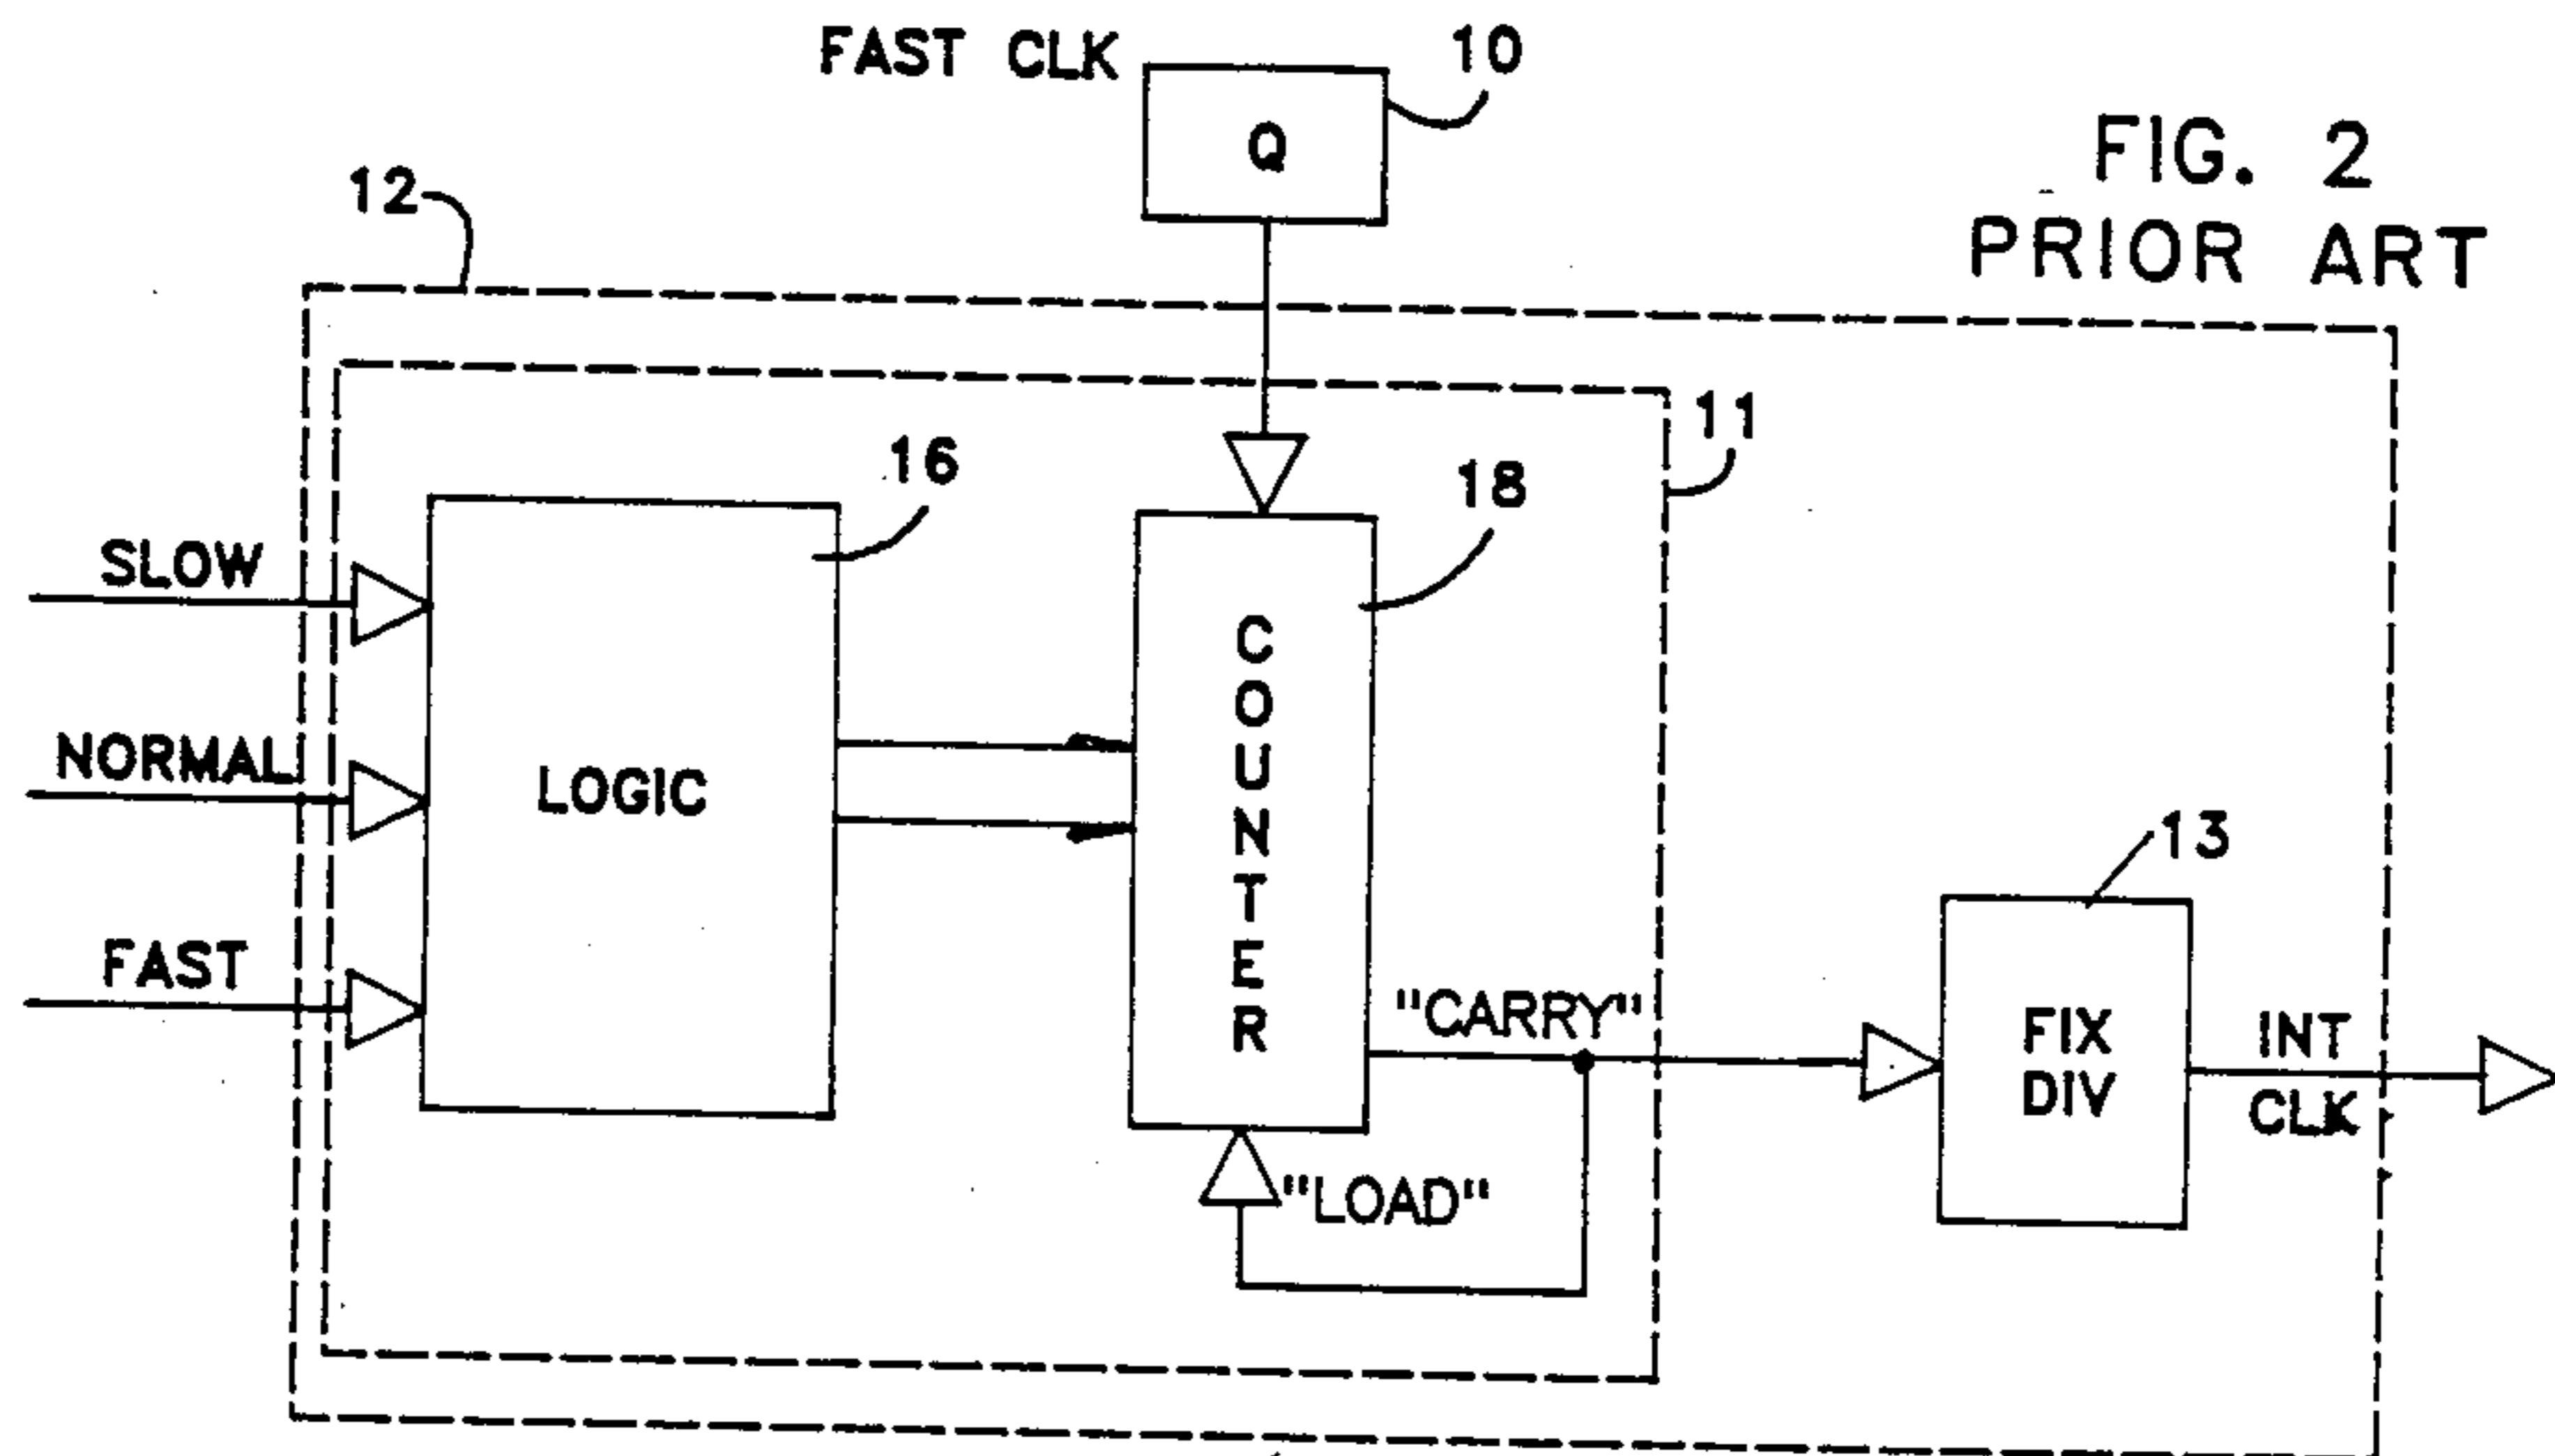 FAST CLK
10
Q
FIG. 2
PRIOR ART
12
11
16
18
SLOW
NORMAL
FAST
LOGIC
COUNTER
"CARRY"
"LOAD"
13
FIX
DIV
INT
CLK